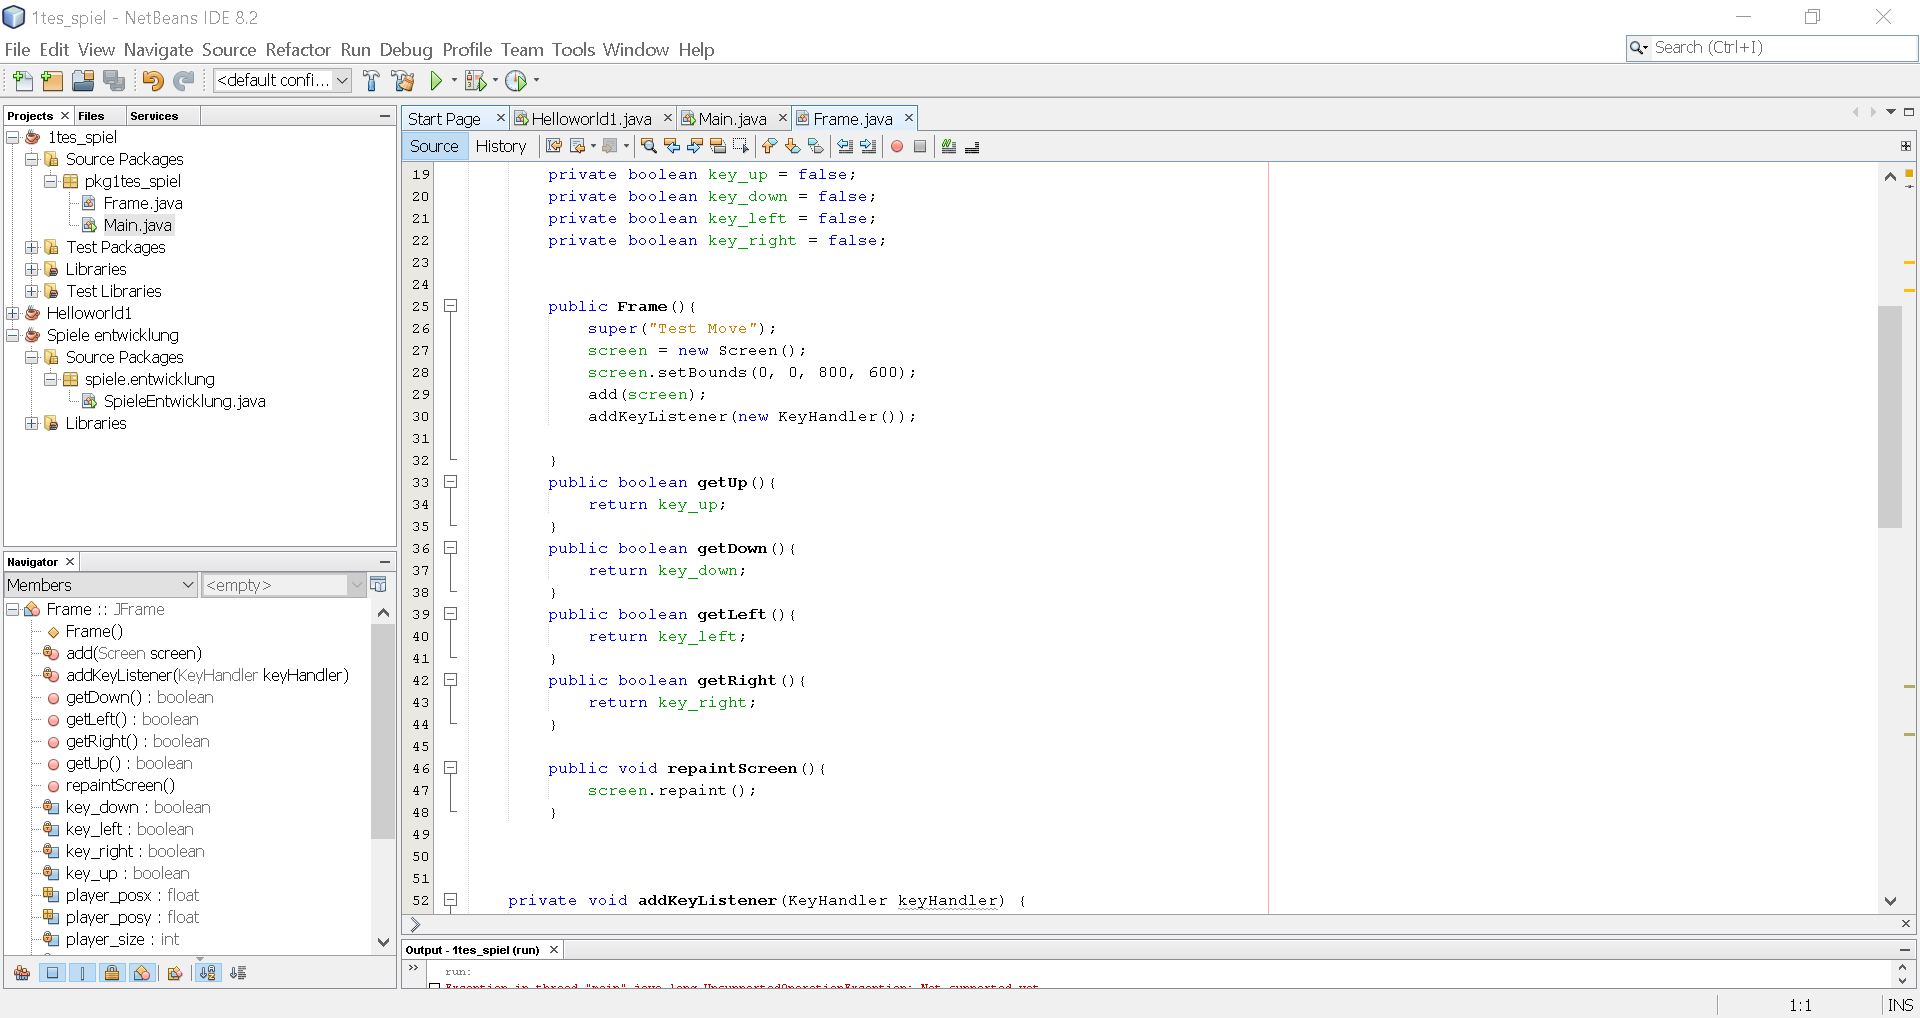 1tes_spiel - NetBeans IDE 8.2
File Edit View Navigate Source Refactor Run Debug Profile Team Tools Window Help
Search (Ctrl+I)
<default confi...
Projects Files Services
1tes_spiel
Source Packages
pkg1tes_spiel
Frame.java
Main.java
Test Packages
Libraries
Test Libraries
Helloworld1
Spiele entwicklung
Source Packages
spiele.entwicklung
SpieleEntwicklung.java
Libraries
Navigator
Members <empty>
Frame :: JFrame
Frame()
add(Screen screen)
addKeyListener(KeyHandler keyHandler)
getDown() : boolean
getLeft() : boolean
getRight() : boolean
getUp() : boolean
repaintScreen()
key_down : boolean
key_left : boolean
key_right : boolean
key_up : boolean
player_posx : float
player_posy : float
player_size : int
Start Page Helloworld1.java Main.java Frame.java
Source History
19 private boolean key_up = false;
20 private boolean key_down = false;
21 private boolean key_left = false;
22 private boolean key_right = false;
23
24
25 public Frame(){
26 super("Test Move");
27 screen = new Screen();
28 screen.setBounds(0, 0, 800, 600);
29 add(screen);
30 addKeyListener(new KeyHandler());
31
32 }
33 public boolean getUp(){
34 return key_up;
35 }
36 public boolean getDown(){
37 return key_down;
38 }
39 public boolean getLeft(){
40 return key_left;
41 }
42 public boolean getRight(){
43 return key_right;
44 }
45
46 public void repaintScreen(){
47 screen.repaint();
48 }
49
50
51
52 private void addKeyListener(KeyHandler keyHandler) {
Output - 1tes_spiel (run)
run:
Exception in thread "main" java.lang.UnsupportedOperationException: Not supported yet
1:1 INS